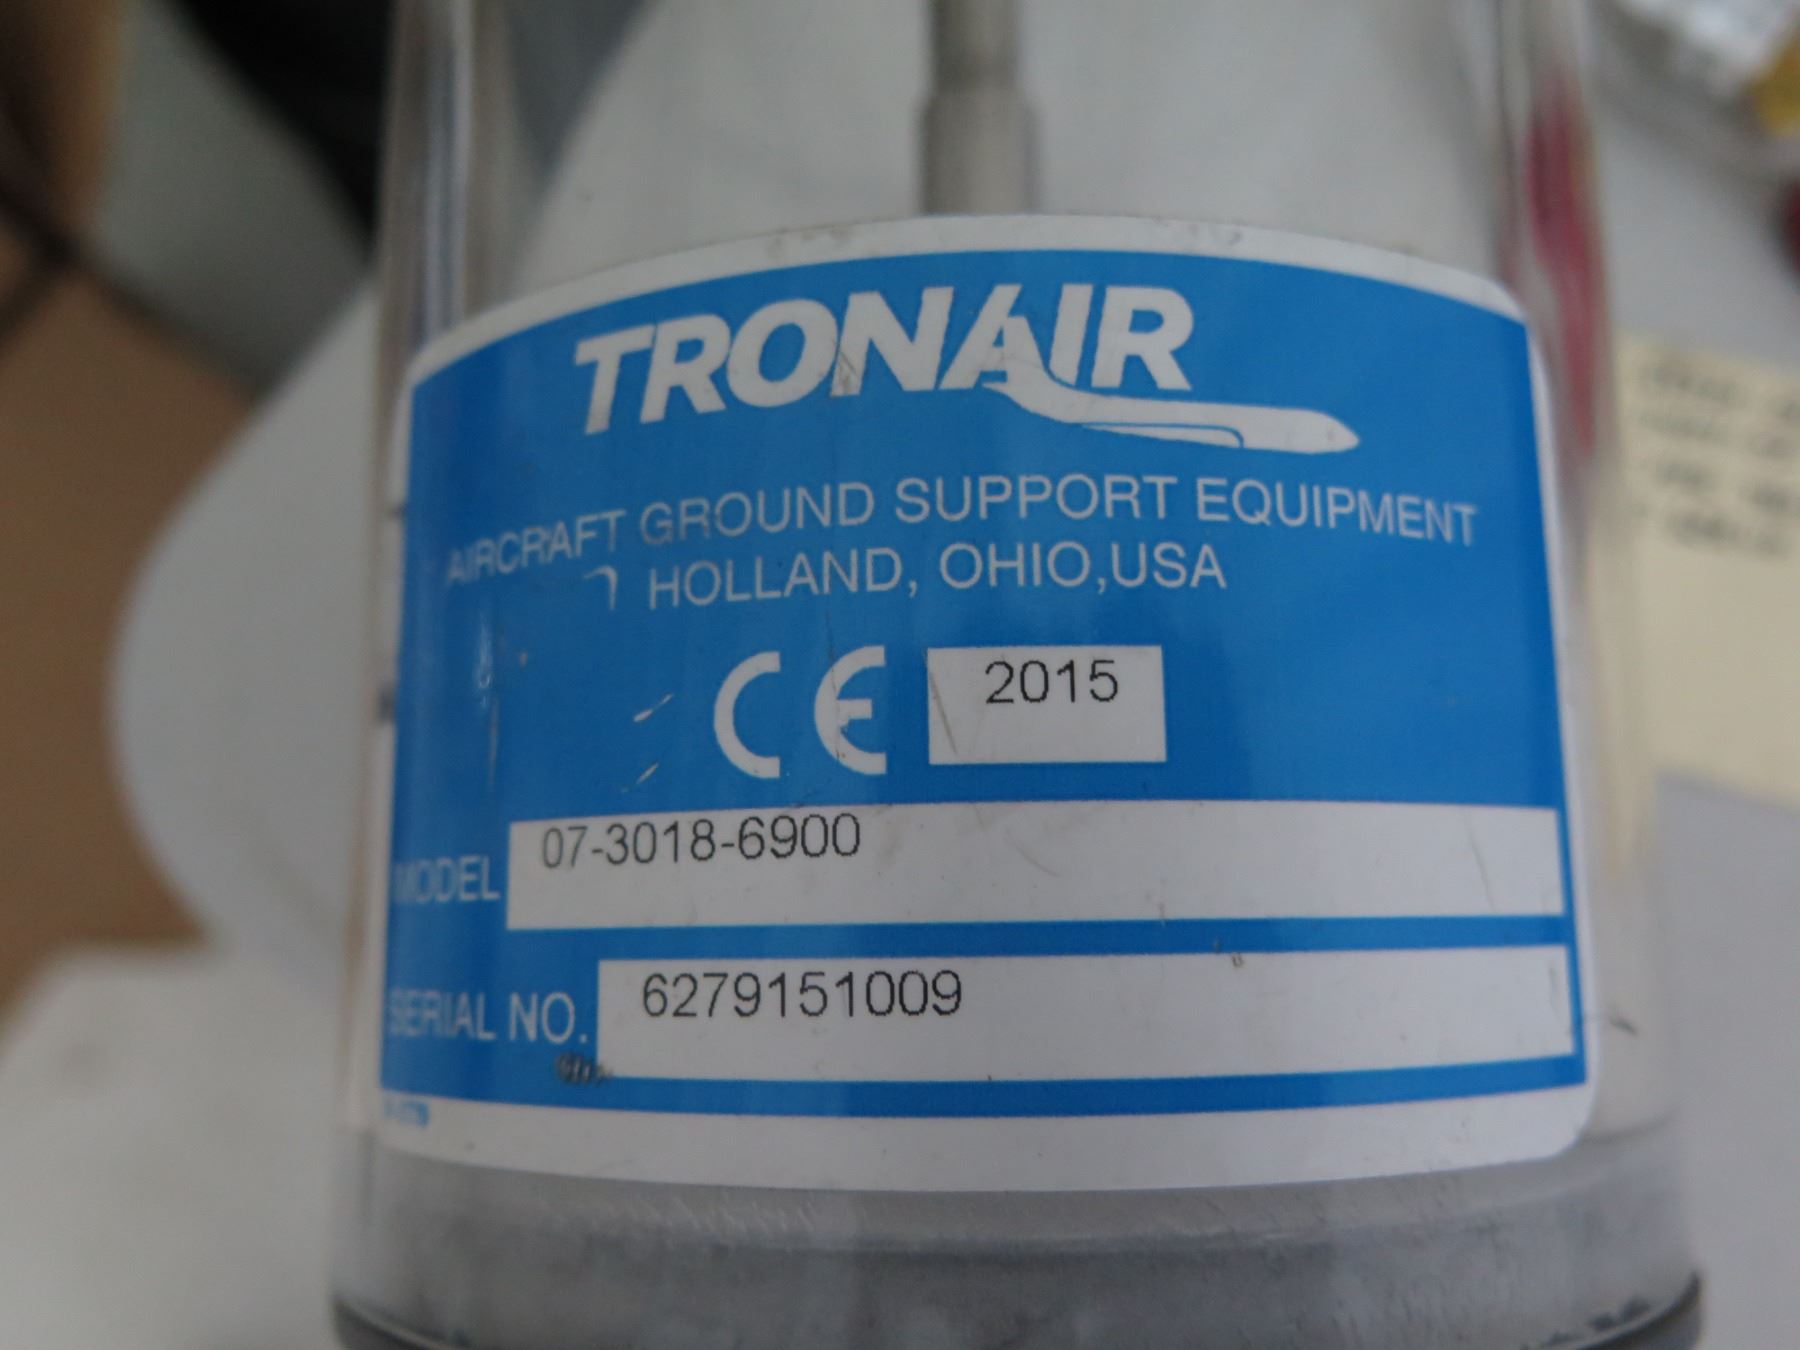 TRONAIR
AIRCRAFT GROUND SUPPORT EQUIPMENT
HOLLAND, OHIO,USA
CE 2015
MODEL 07-3018-6900
SERIAL NO. 6279151009